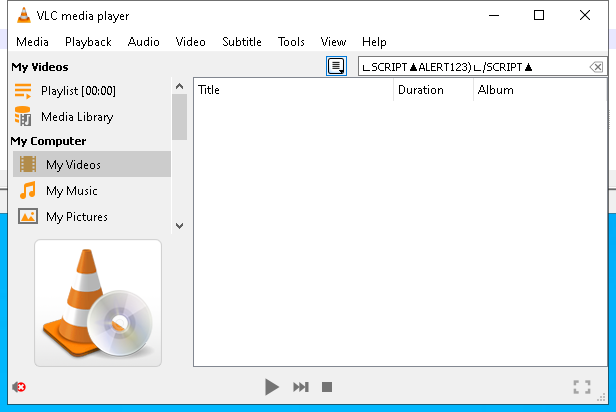 VLC media player
Media Playback Audio Video Subtitle Tools View Help
My Videos
∟SCRIPT▲ALERT123)∟/SCRIPT▲
Playlist [00:00]
Title Duration Album
Media Library
My Computer
My Videos
My Music
My Pictures